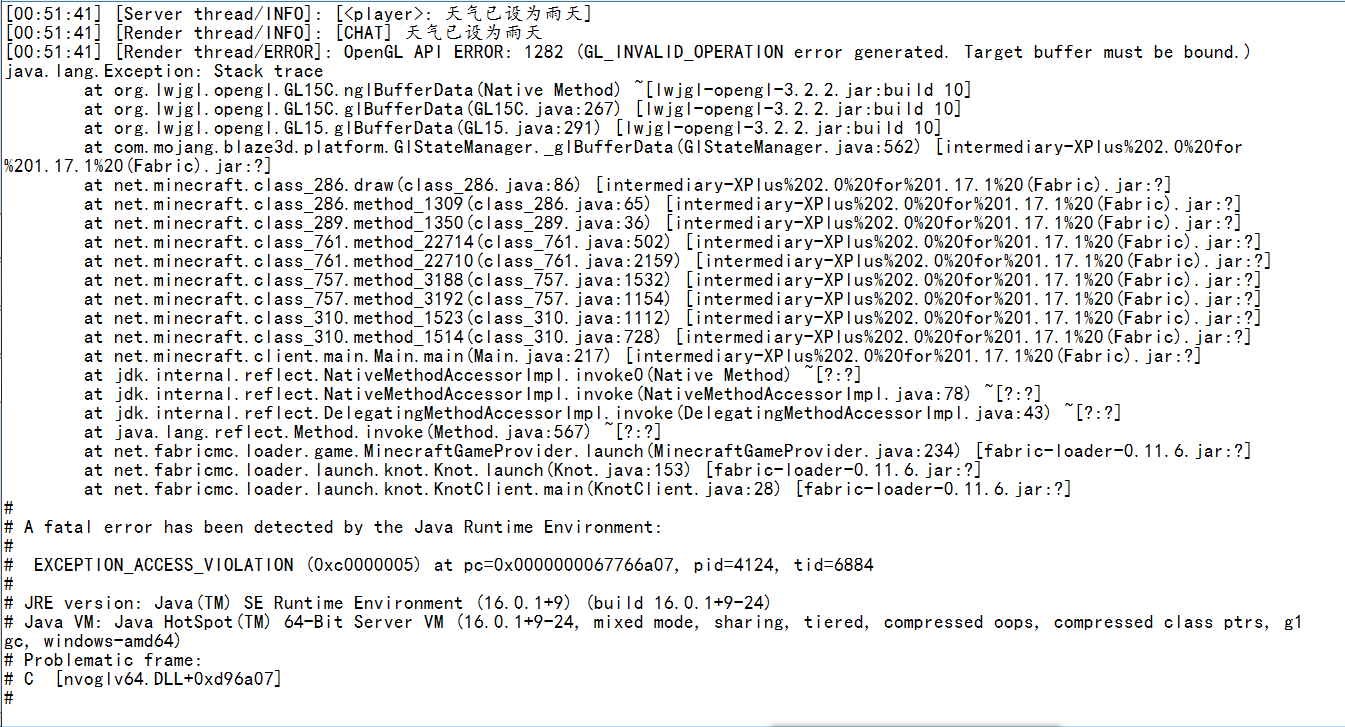 [00:51:41] [Server thread/INFO]: [<player>: 天气已设为雨天]
[00:51:41] [Render thread/INFO]: [CHAT] 天气已设为雨天
[00:51:41] [Render thread/ERROR]: OpenGL API ERROR: 1282 (GL_INVALID_OPERATION error generated. Target buffer must be bound.)
java.lang.Exception: Stack trace
        at org.lwjgl.opengl.GL15C.nglBufferData(Native Method) ~[lwjgl-opengl-3.2.2.jar:build 10]
        at org.lwjgl.opengl.GL15C.glBufferData(GL15C.java:267) [lwjgl-opengl-3.2.2.jar:build 10]
        at org.lwjgl.opengl.GL15.glBufferData(GL15.java:291) [lwjgl-opengl-3.2.2.jar:build 10]
        at com.mojang.blaze3d.platform.GlStateManager._glBufferData(GlStateManager.java:562) [intermediary-XPlus%202.0%20for
%201.17.1%20(Fabric).jar:?]
        at net.minecraft.class_286.draw(class_286.java:86) [intermediary-XPlus%202.0%20for%201.17.1%20(Fabric).jar:?]
        at net.minecraft.class_286.method_1309(class_286.java:65) [intermediary-XPlus%202.0%20for%201.17.1%20(Fabric).jar:?]
        at net.minecraft.class_289.method_1350(class_289.java:36) [intermediary-XPlus%202.0%20for%201.17.1%20(Fabric).jar:?]
        at net.minecraft.class_761.method_22714(class_761.java:502) [intermediary-XPlus%202.0%20for%201.17.1%20(Fabric).jar:?]
        at net.minecraft.class_761.method_22710(class_761.java:2159) [intermediary-XPlus%202.0%20for%201.17.1%20(Fabric).jar:?]
        at net.minecraft.class_757.method_3188(class_757.java:1532) [intermediary-XPlus%202.0%20for%201.17.1%20(Fabric).jar:?]
        at net.minecraft.class_757.method_3192(class_757.java:1154) [intermediary-XPlus%202.0%20for%201.17.1%20(Fabric).jar:?]
        at net.minecraft.class_310.method_1523(class_310.java:1112) [intermediary-XPlus%202.0%20for%201.17.1%20(Fabric).jar:?]
        at net.minecraft.class_310.method_1514(class_310.java:728) [intermediary-XPlus%202.0%20for%201.17.1%20(Fabric).jar:?]
        at net.minecraft.client.main.Main.main(Main.java:217) [intermediary-XPlus%202.0%20for%201.17.1%20(Fabric).jar:?]
        at jdk.internal.reflect.NativeMethodAccessorImpl.invoke0(Native Method) ~[?:?]
        at jdk.internal.reflect.NativeMethodAccessorImpl.invoke(NativeMethodAccessorImpl.java:78) ~[?:?]
        at jdk.internal.reflect.DelegatingMethodAccessorImpl.invoke(DelegatingMethodAccessorImpl.java:43) ~[?:?]
        at java.lang.reflect.Method.invoke(Method.java:567) ~[?:?]
        at net.fabricmc.loader.game.MinecraftGameProvider.launch(MinecraftGameProvider.java:234) [fabric-loader-0.11.6.jar:?]
        at net.fabricmc.loader.launch.knot.Knot.launch(Knot.java:153) [fabric-loader-0.11.6.jar:?]
        at net.fabricmc.loader.launch.knot.KnotClient.main(KnotClient.java:28) [fabric-loader-0.11.6.jar:?]
#
# A fatal error has been detected by the Java Runtime Environment:
#
#  EXCEPTION_ACCESS_VIOLATION (0xc0000005) at pc=0x0000000067766a07, pid=4124, tid=6884
#
# JRE version: Java(TM) SE Runtime Environment (16.0.1+9) (build 16.0.1+9-24)
# Java VM: Java HotSpot(TM) 64-Bit Server VM (16.0.1+9-24, mixed mode, sharing, tiered, compressed oops, compressed class ptrs, g1
gc, windows-amd64)
# Problematic frame:
# C  [nvoglv64.DLL+0xd96a07]
#